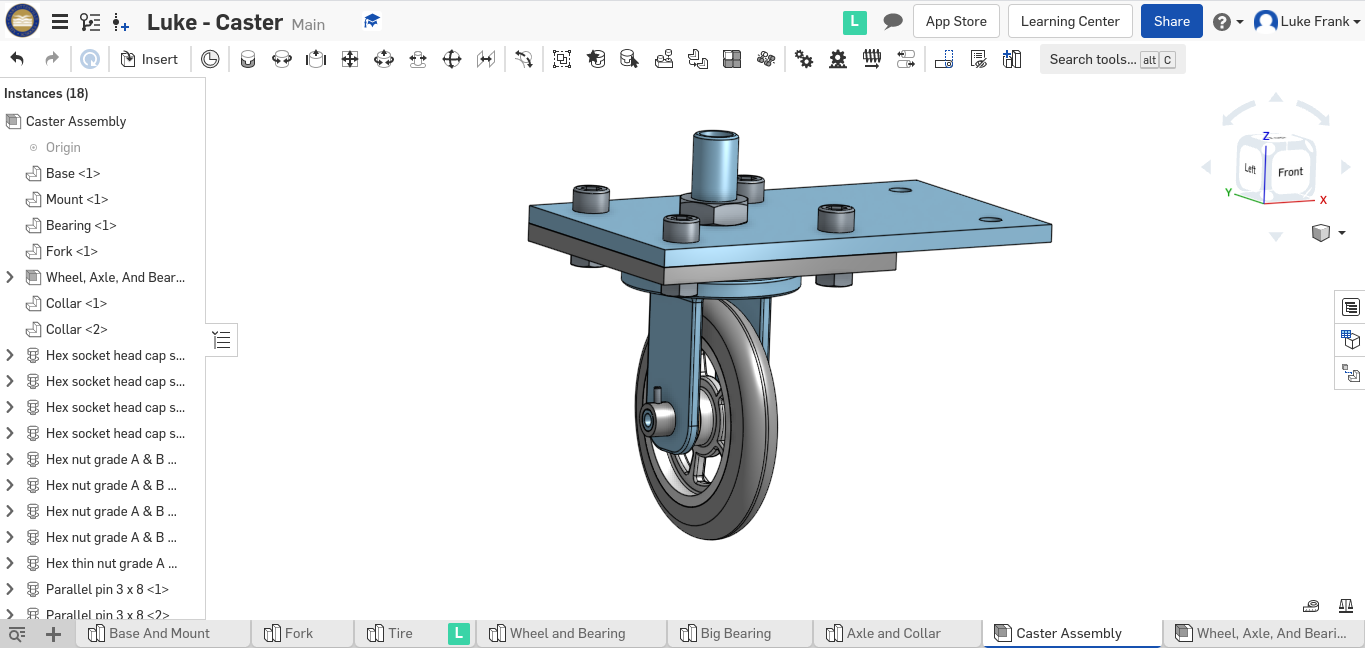 Luke - Caster Main
L
App Store
Learning Center
Share
Luke Frank
Insert
Search tools... alt C
Instances (18)
Caster Assembly
Origin
Base <1>
Mount <1>
Bearing <1>
Fork <1>
Wheel, Axle, And Bear...
Collar <1>
Collar <2>
Hex socket head cap s...
Hex socket head cap s...
Hex socket head cap s...
Hex socket head cap s...
Hex nut grade A & B ...
Hex nut grade A & B ...
Hex nut grade A & B ...
Hex nut grade A & B ...
Hex thin nut grade A ...
Parallel pin 3 x 8 <1>
Parallel pin 3 x 8 <2>
Z
Left
Front
Y
X
Base And Mount
Fork
Tire
L
Wheel and Bearing
Big Bearing
Axle and Collar
Caster Assembly
Wheel, Axle, And Beari...